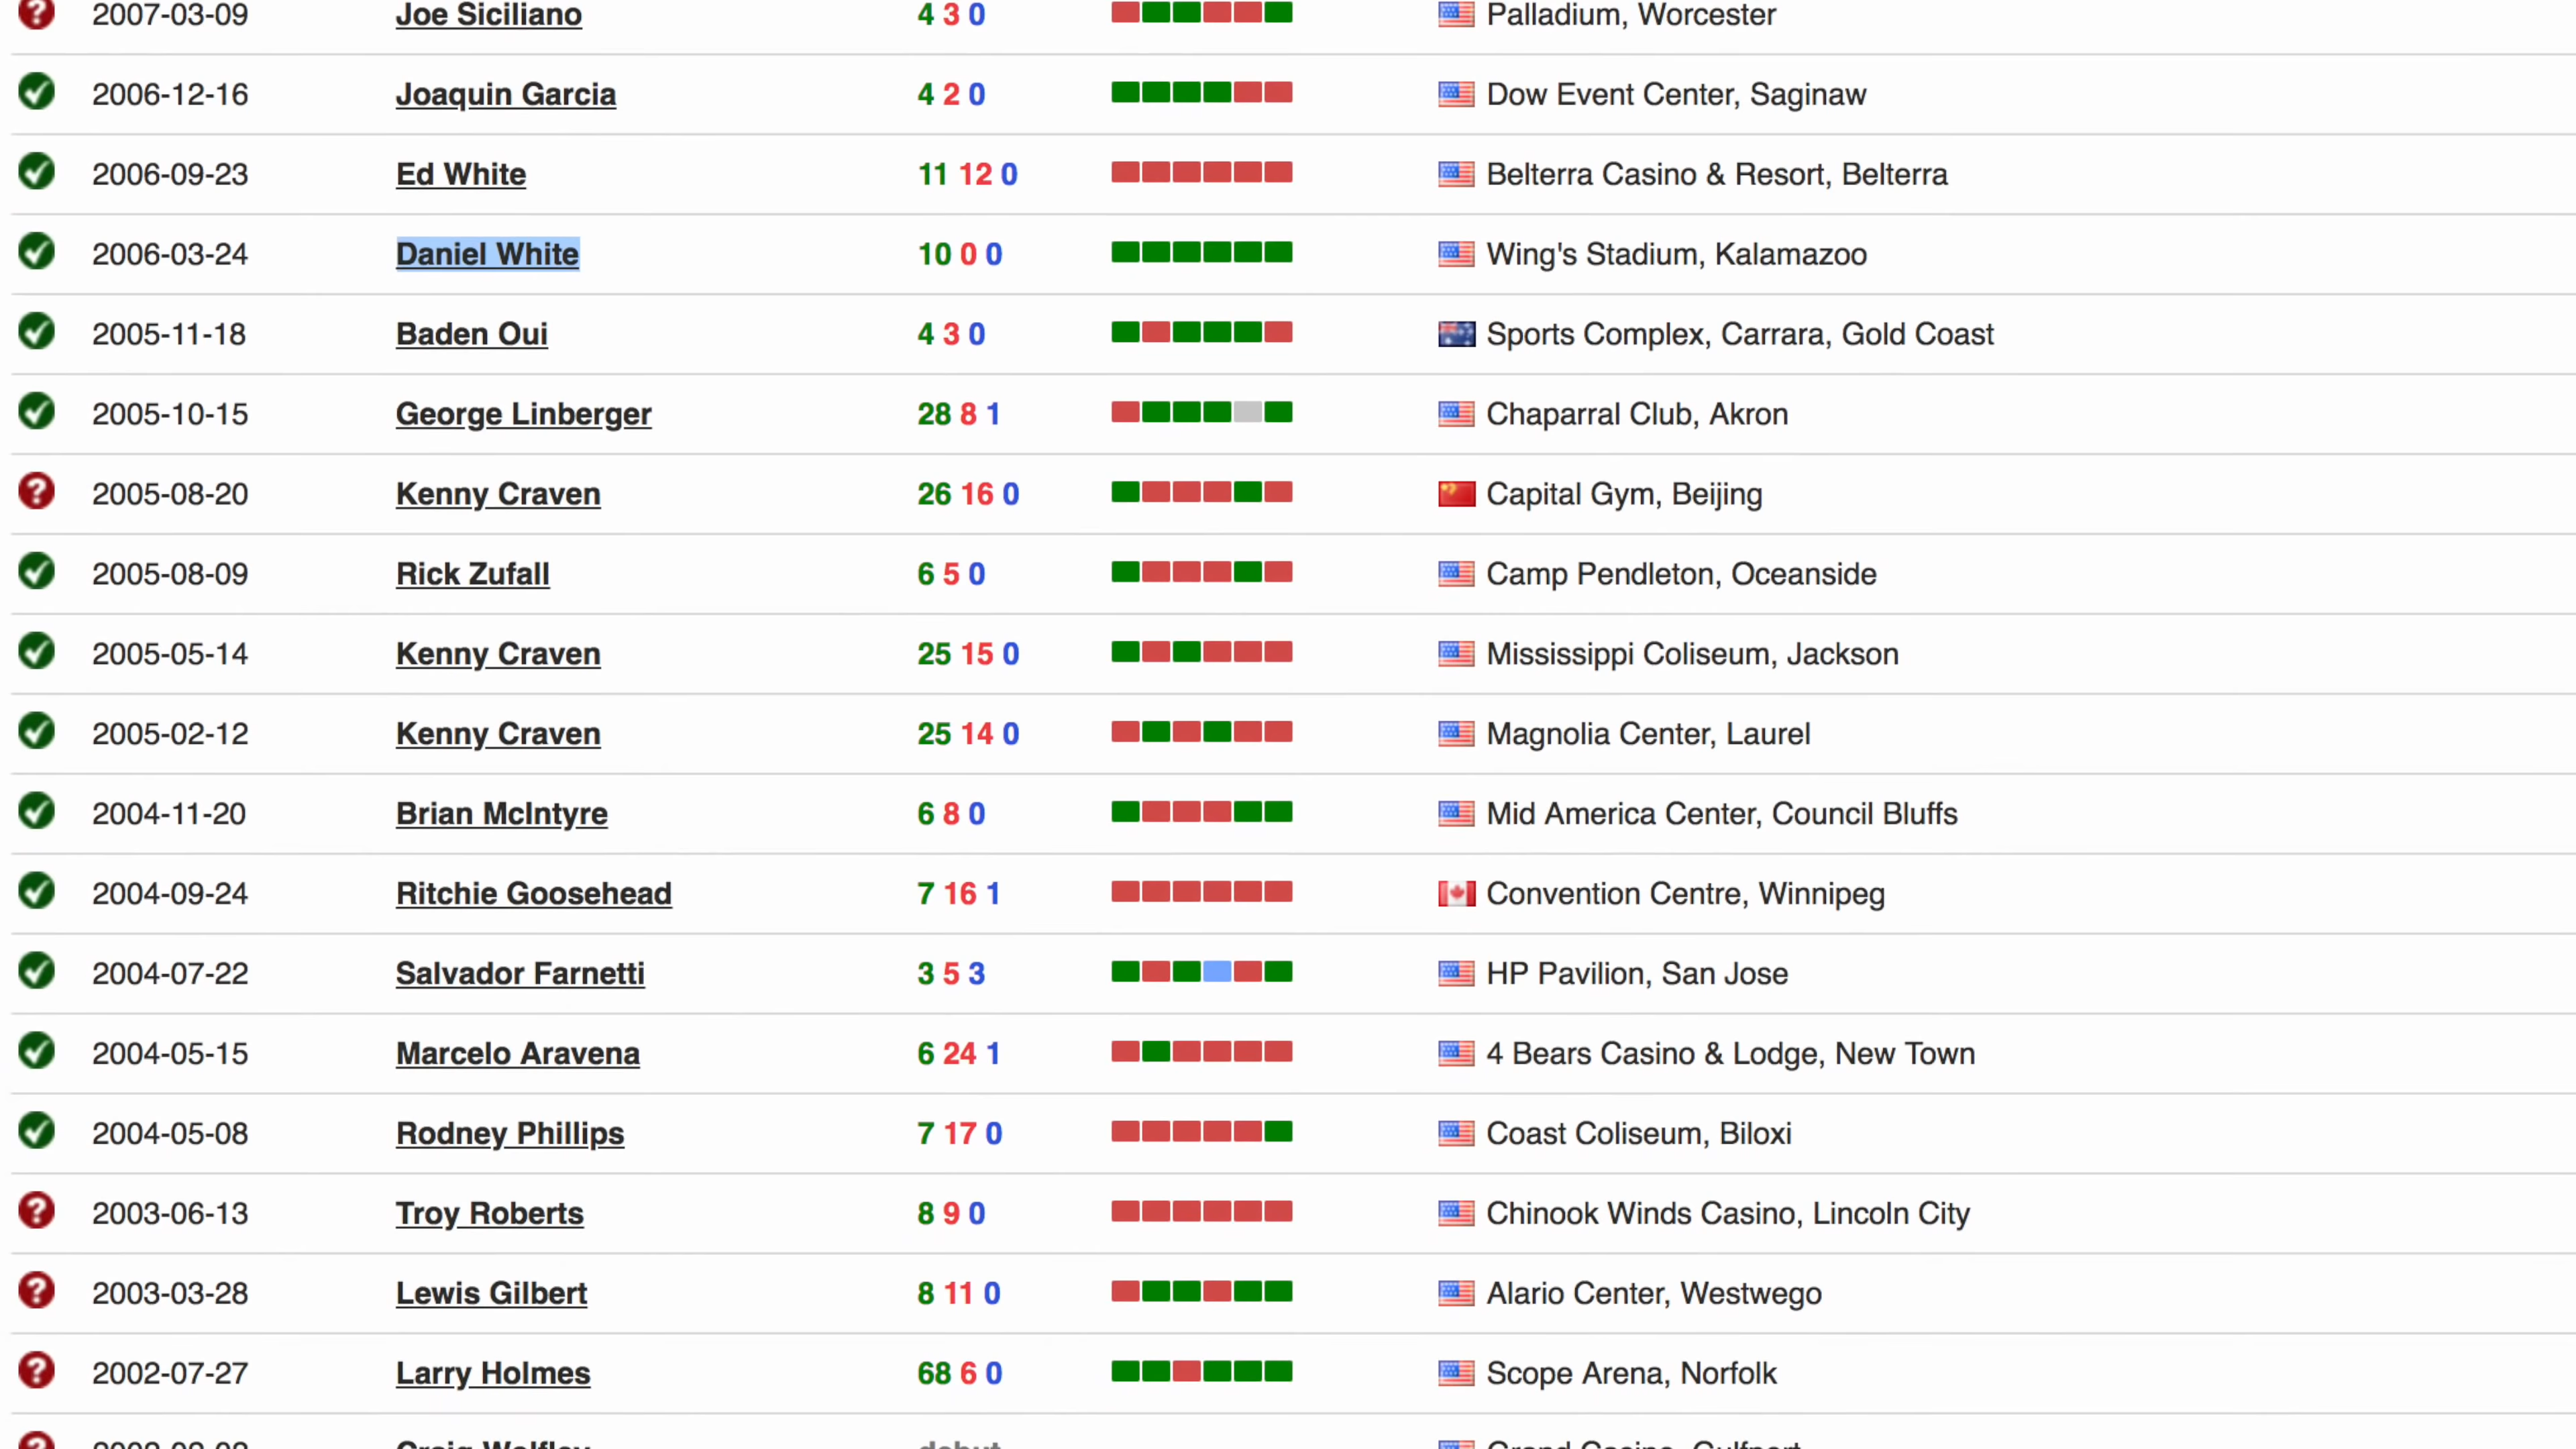 2007-03-09 Joe Siciliano 4 3 0 Palladium, Worcester
2006-12-16 Joaquin Garcia 4 2 0 Dow Event Center, Saginaw
2006-09-23 Ed White 11 12 0 Belterra Casino & Resort, Belterra
2006-03-24 Daniel White 10 0 0 Wing's Stadium, Kalamazoo
2005-11-18 Baden Oui 4 3 0 Sports Complex, Carrara, Gold Coast
2005-10-15 George Linberger 28 8 1 Chaparral Club, Akron
2005-08-20 Kenny Craven 26 16 0 Capital Gym, Beijing
2005-08-09 Rick Zufall 6 5 0 Camp Pendleton, Oceanside
2005-05-14 Kenny Craven 25 15 0 Mississippi Coliseum, Jackson
2005-02-12 Kenny Craven 25 14 0 Magnolia Center, Laurel
2004-11-20 Brian McIntyre 6 8 0 Mid America Center, Council Bluffs
2004-09-24 Ritchie Goosehead 7 16 1 Convention Centre, Winnipeg
2004-07-22 Salvador Farnetti 3 5 3 HP Pavilion, San Jose
2004-05-15 Marcelo Aravena 6 24 1 4 Bears Casino & Lodge, New Town
2004-05-08 Rodney Phillips 7 17 0 Coast Coliseum, Biloxi
2003-06-13 Troy Roberts 8 9 0 Chinook Winds Casino, Lincoln City
2003-03-28 Lewis Gilbert 8 11 0 Alario Center, Westwego
2002-07-27 Larry Holmes 68 6 0 Scope Arena, Norfolk
debut Grand Casino, Gulfport